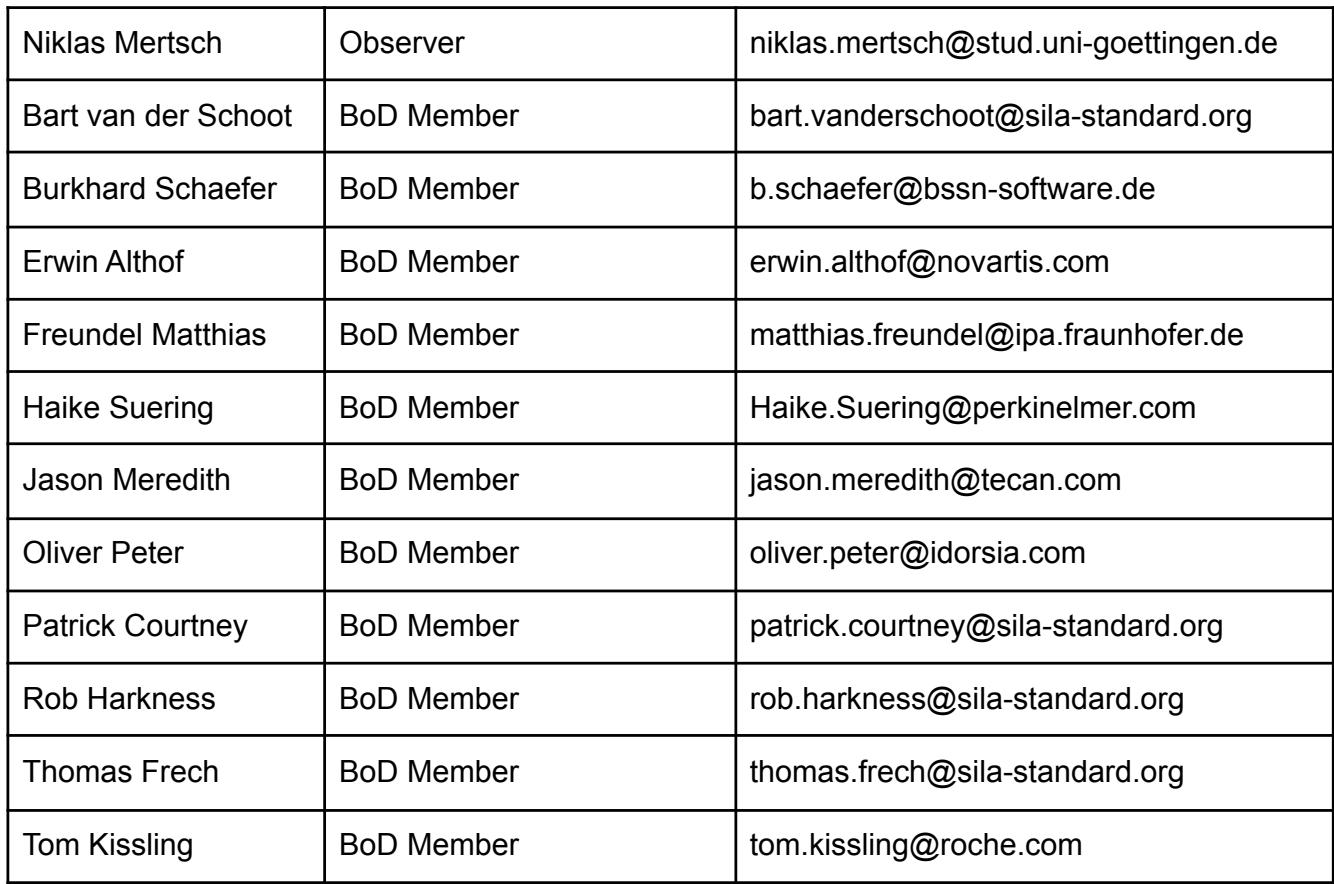 Niklas Mertsch Observer niklas.mertsch@stud.uni-goettingen.de
Bart van der Schoot BoD Member bart.vanderschoot@sila-standard.org
Burkhard Schaefer BoD Member b.schaefer@bssn-software.de
Erwin Althof BoD Member erwin.althof@novartis.com
Freundel Matthias BoD Member matthias.freundel@ipa.fraunhofer.de
Haike Suering BoD Member Haike.Suering@perkinelmer.com
Jason Meredith BoD Member jason.meredith@tecan.com
Oliver Peter BoD Member oliver.peter@idorsia.com
Patrick Courtney BoD Member patrick.courtney@sila-standard.org
Rob Harkness BoD Member rob.harkness@sila-standard.org
Thomas Frech BoD Member thomas.frech@sila-standard.org
Tom Kissling BoD Member tom.kissling@roche.com